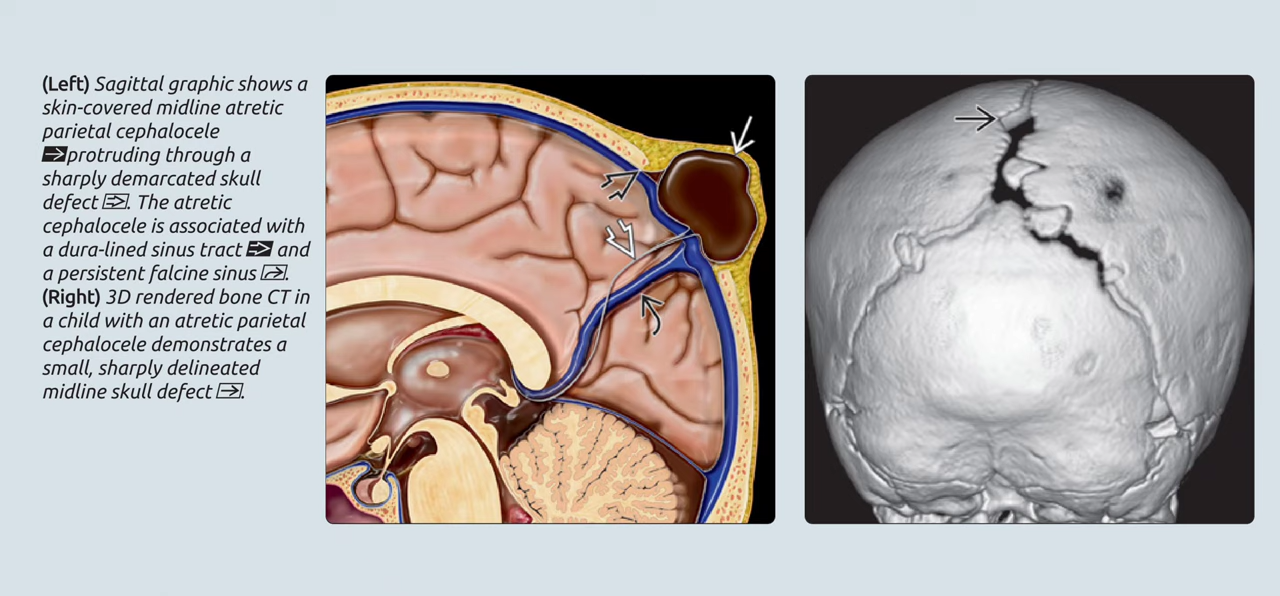 (Left) Sagittal graphic shows a
skin-covered midline atretic
parietal cephalocele
protruding through a
sharply demarcated skull
defect. The atretic
cephalocele is associated with
a dura-lined sinus tract and
a persistent falcine sinus.
(Right) 3D rendered bone CT in
a child with an atretic parietal
cephalocele demonstrates a
small, sharply delineated
midline skull defect.